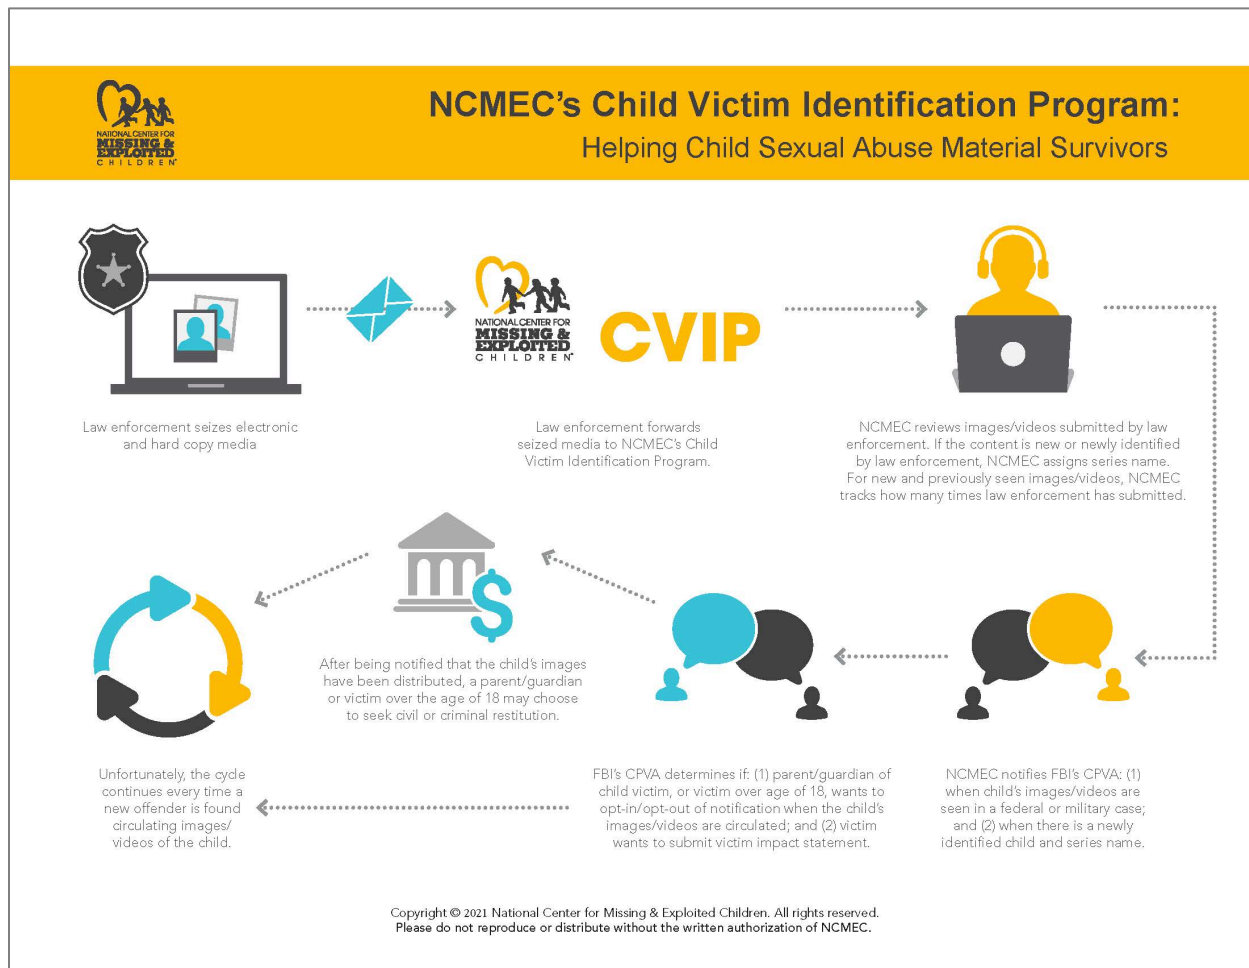 NATIONAL CENTER FOR
MISSING &
EXPLOITED
CHILDREN®
NCMEC's Child Victim Identification Program:
Helping Child Sexual Abuse Material Survivors
NATIONAL CENTER FOR
MISSING &
EXPLOITED
CHILDREN®
CVIP
Law enforcement seizes electronic
and hard copy media
Law enforcement forwards
seized media to NCMEC's Child
Victim Identification Program.
NCMEC reviews images/videos submitted by law
enforcement. If the content is new or newly identified
by law enforcement, NCMEC assigns series name.
For new and previously seen images/videos, NCMEC
tracks how many times law enforcement has submitted.
$
After being notified that the child's images
have been distributed, a parent/guardian
or victim over the age of 18 may choose
to seek civil or criminal restitution.
Unfortunately, the cycle
continues every time a
new offender is found
circulating images/
videos of the child.
FBI's CPVA determines if: (1) parent/guardian of
child victim, or victim over age of 18, wants to
opt-in/opt-out of notification when the child's
images/videos are circulated; and (2) victim
wants to submit victim impact statement.
NCMEC notifies FBI's CPVA: (1)
when child's images/videos are
seen in a federal or military case;
and (2) when there is a newly
identified child and series name.
Copyright © 2021 National Center for Missing & Exploited Children. All rights reserved.
Please do not reproduce or distribute without the written authorization of NCMEC.